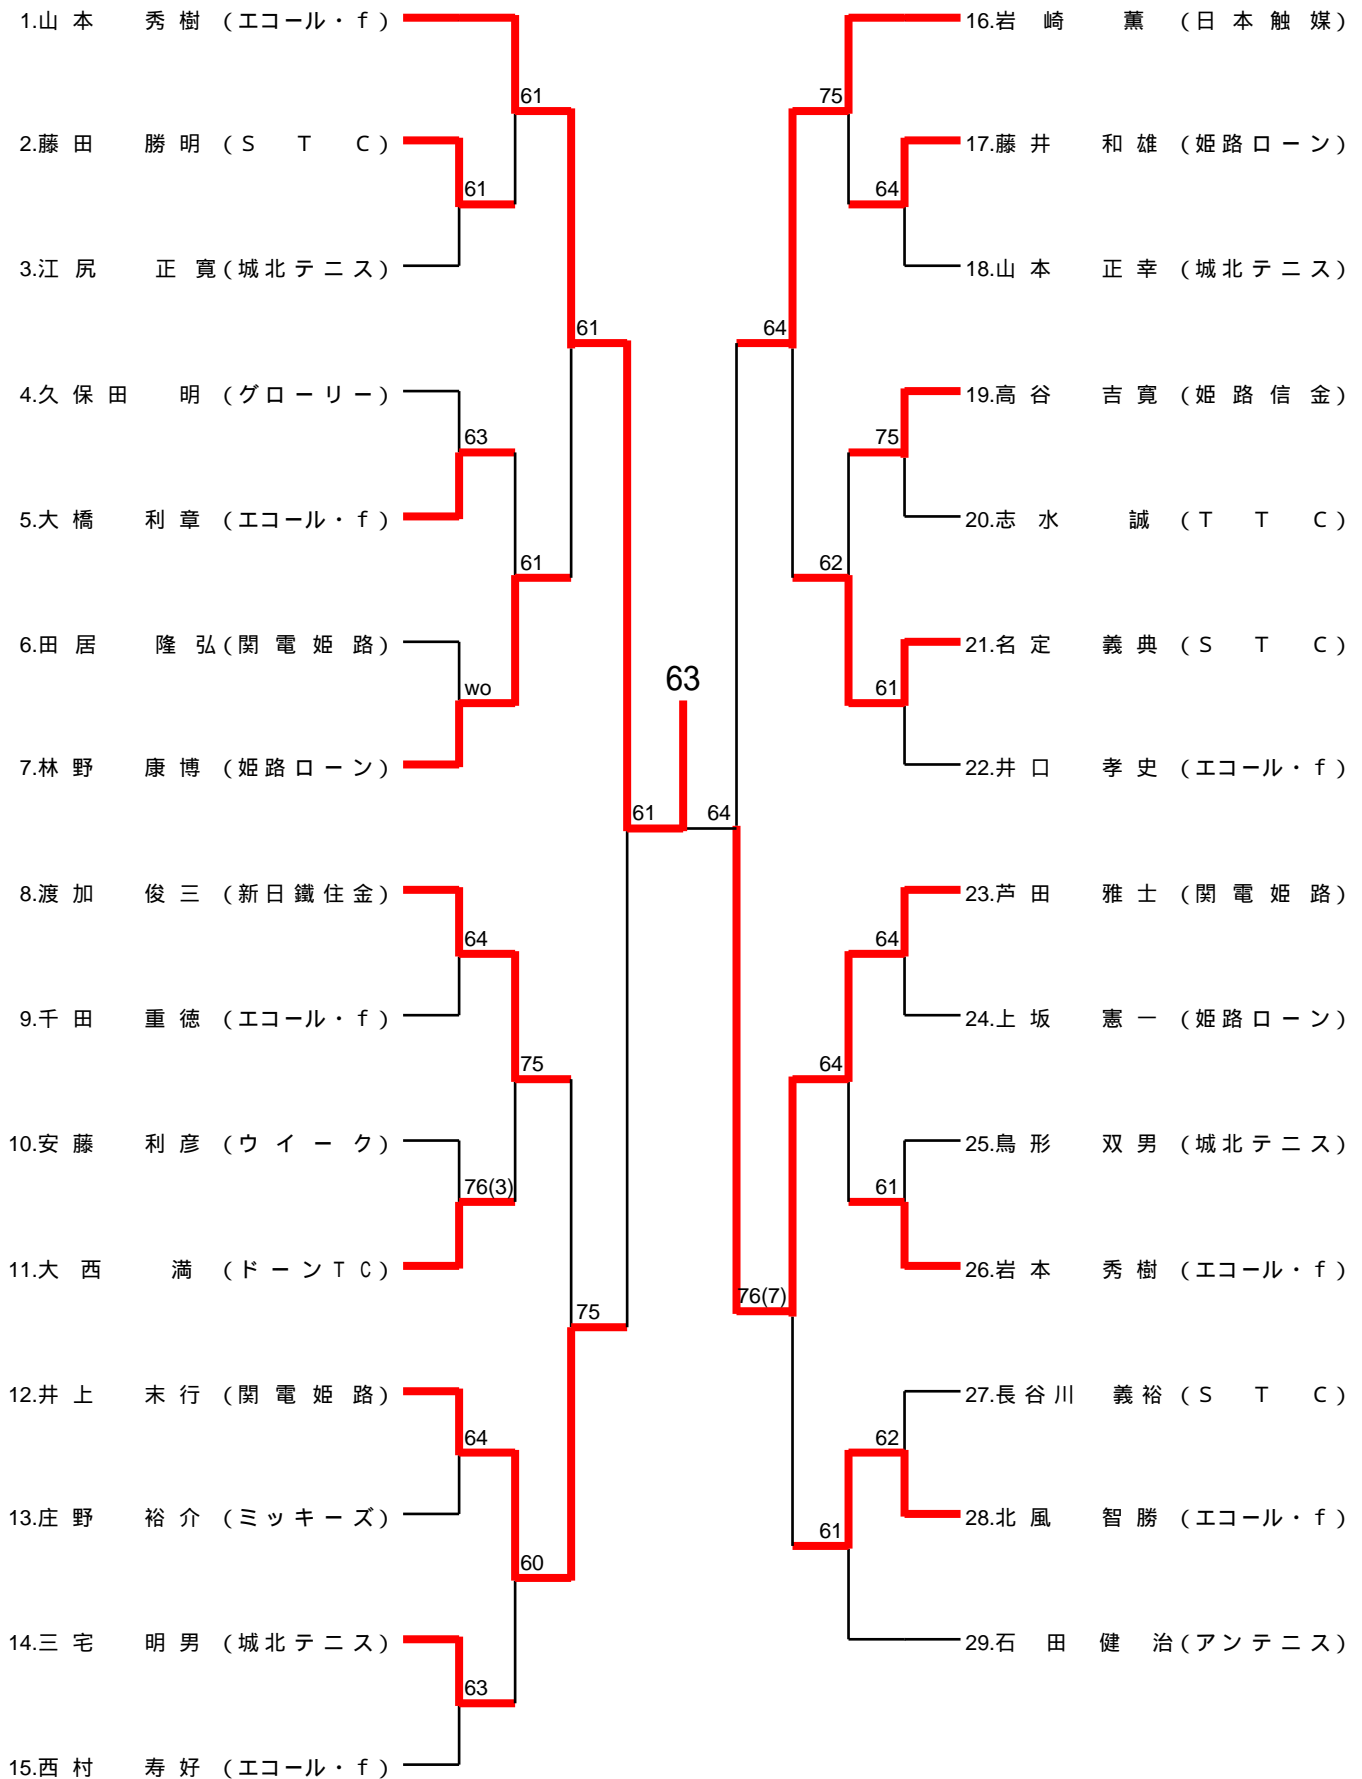 1.山本 秀樹 (エコール・f)
61
2.藤田 勝明 (S T C)
61
3.江尻 正寛 (城北テニス)
61
4.久保田 明 (グローリー)
63
5.大橋 利章 (エコール・f)
61
6.田居 隆弘 (関電姫路)
wo
7.林野 康博 (姫路ローン)
61
8.渡加 俊三 (新日鐵住金)
64
9.千田 重徳 (エコール・f)
75
10.安藤 利彦 (ウイーク)
76(3)
11.大西 満 (ドーンTC)
75
12.井上 末行 (関電姫路)
64
13.庄野 裕介 (ミッキーズ)
60
14.三宅 明男 (城北テニス)
63
15.西村 寿好 (エコール・f)
63
16.岩崎 薫 (日本触媒)
75
17.藤井 和雄 (姫路ローン)
64
18.山本 正幸 (城北テニス)
64
19.高谷 吉寛 (姫路信金)
75
20.志水 誠 (T T C)
62
21.名定 義典 (S T C)
61
22.井口 孝史 (エコール・f)
64
23.芦田 雅士 (関電姫路)
64
24.上坂 憲一 (姫路ローン)
64
25.鳥形 双男 (城北テニス)
61
26.岩本 秀樹 (エコール・f)
76(7)
27.長谷川 義裕 (S T C)
62
28.北風 智勝 (エコール・f)
61
29.石田 健治 (アンテニス)